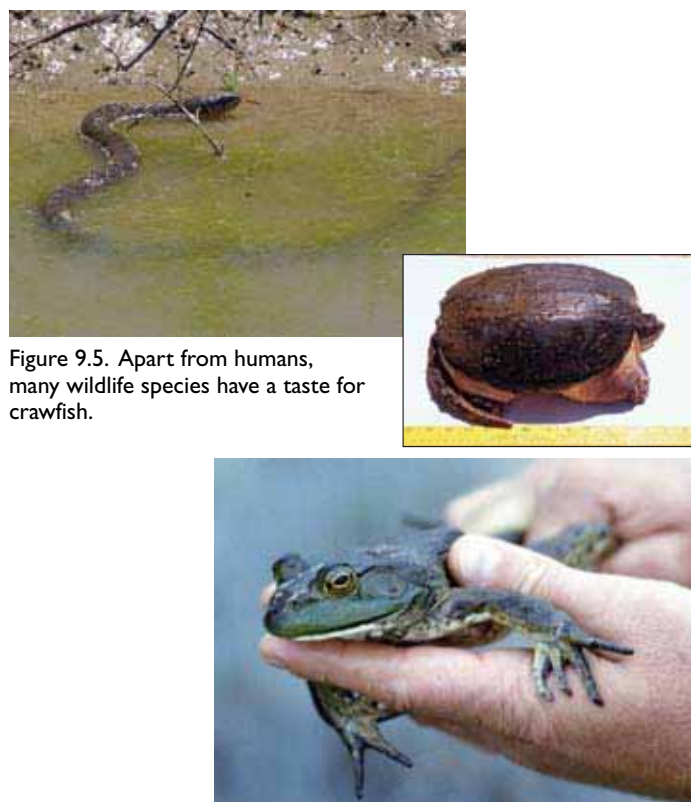 Figure 9.5. Apart from humans,
many wildlife species have a taste for
crawfish.